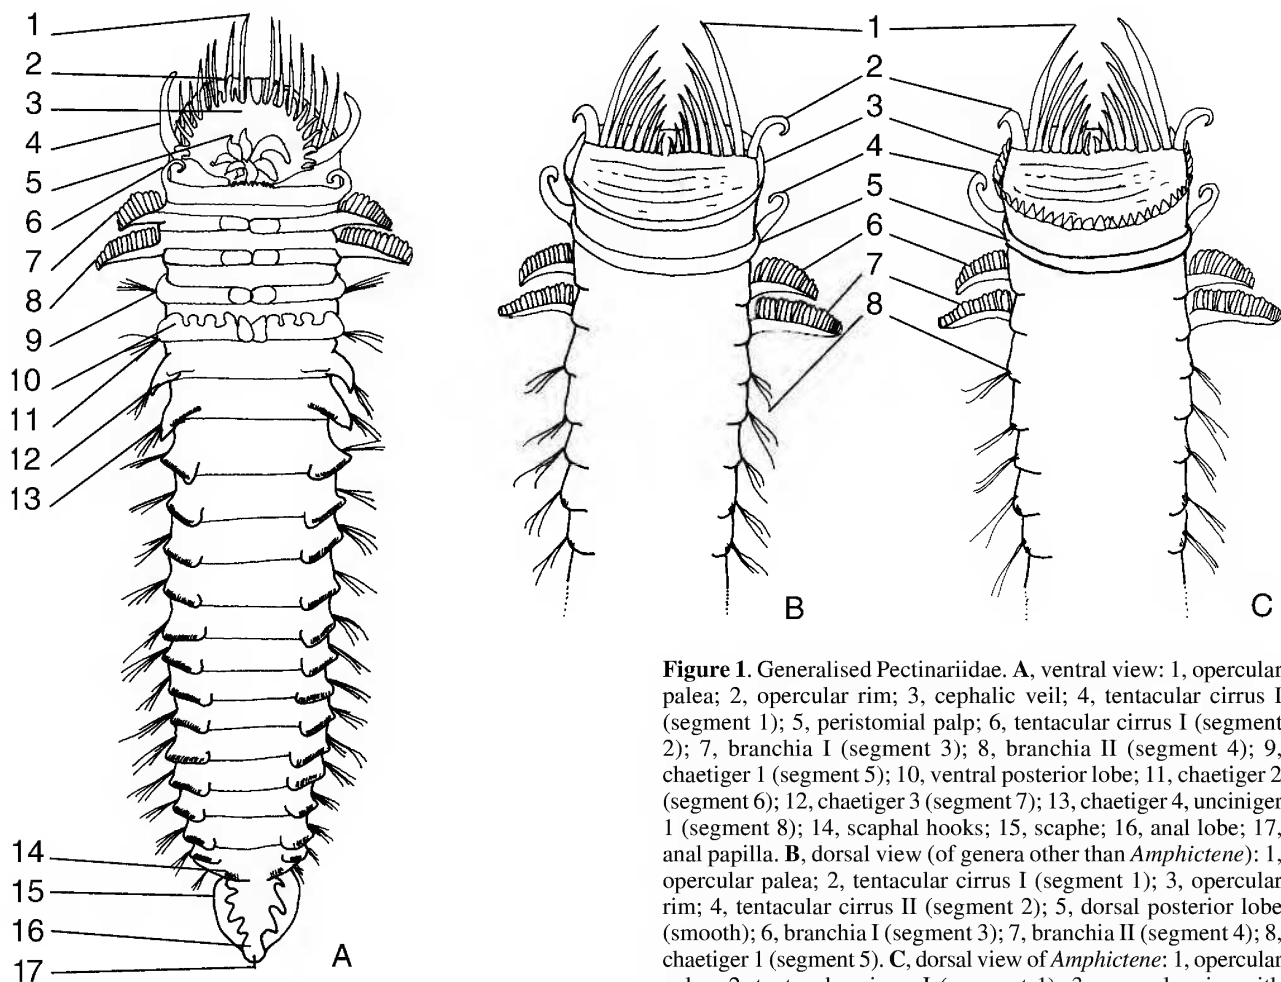 1
2
3
4
5
6
7
8
9
10
11
12
13
14
15
16
17
A
1
2
3
4
5
6
7
8
B
C
Figure 1. Generalised Pectinariidae. A, ventral view: 1, opercular
palea; 2, opercular rim; 3, cephalic veil; 4, tentacular cirrus I
(segment 1); 5, peristomial palp; 6, tentacular cirrus I (segment
2); 7, branchia I (segment 3); 8, branchia II (segment 4); 9,
chaetiger 1 (segment 5); 10, ventral posterior lobe; 11, chaetiger 2
(segment 6); 12, chaetiger 3 (segment 7); 13, chaetiger 4, unciniger
1 (segment 8); 14, scaphal hooks; 15, scaphe; 16, anal lobe; 17,
anal papilla. B, dorsal view (of genera other than Amphictene): 1,
opercular palea; 2, tentacular cirrus I (segment 1); 3, opercular
rim; 4, tentacular cirrus II (segment 2); 5, dorsal posterior lobe
(smooth); 6, branchia I (segment 3); 7, branchia II (segment 4); 8,
chaetiger 1 (segment 5). C, dorsal view of Amphictene: 1, opercular